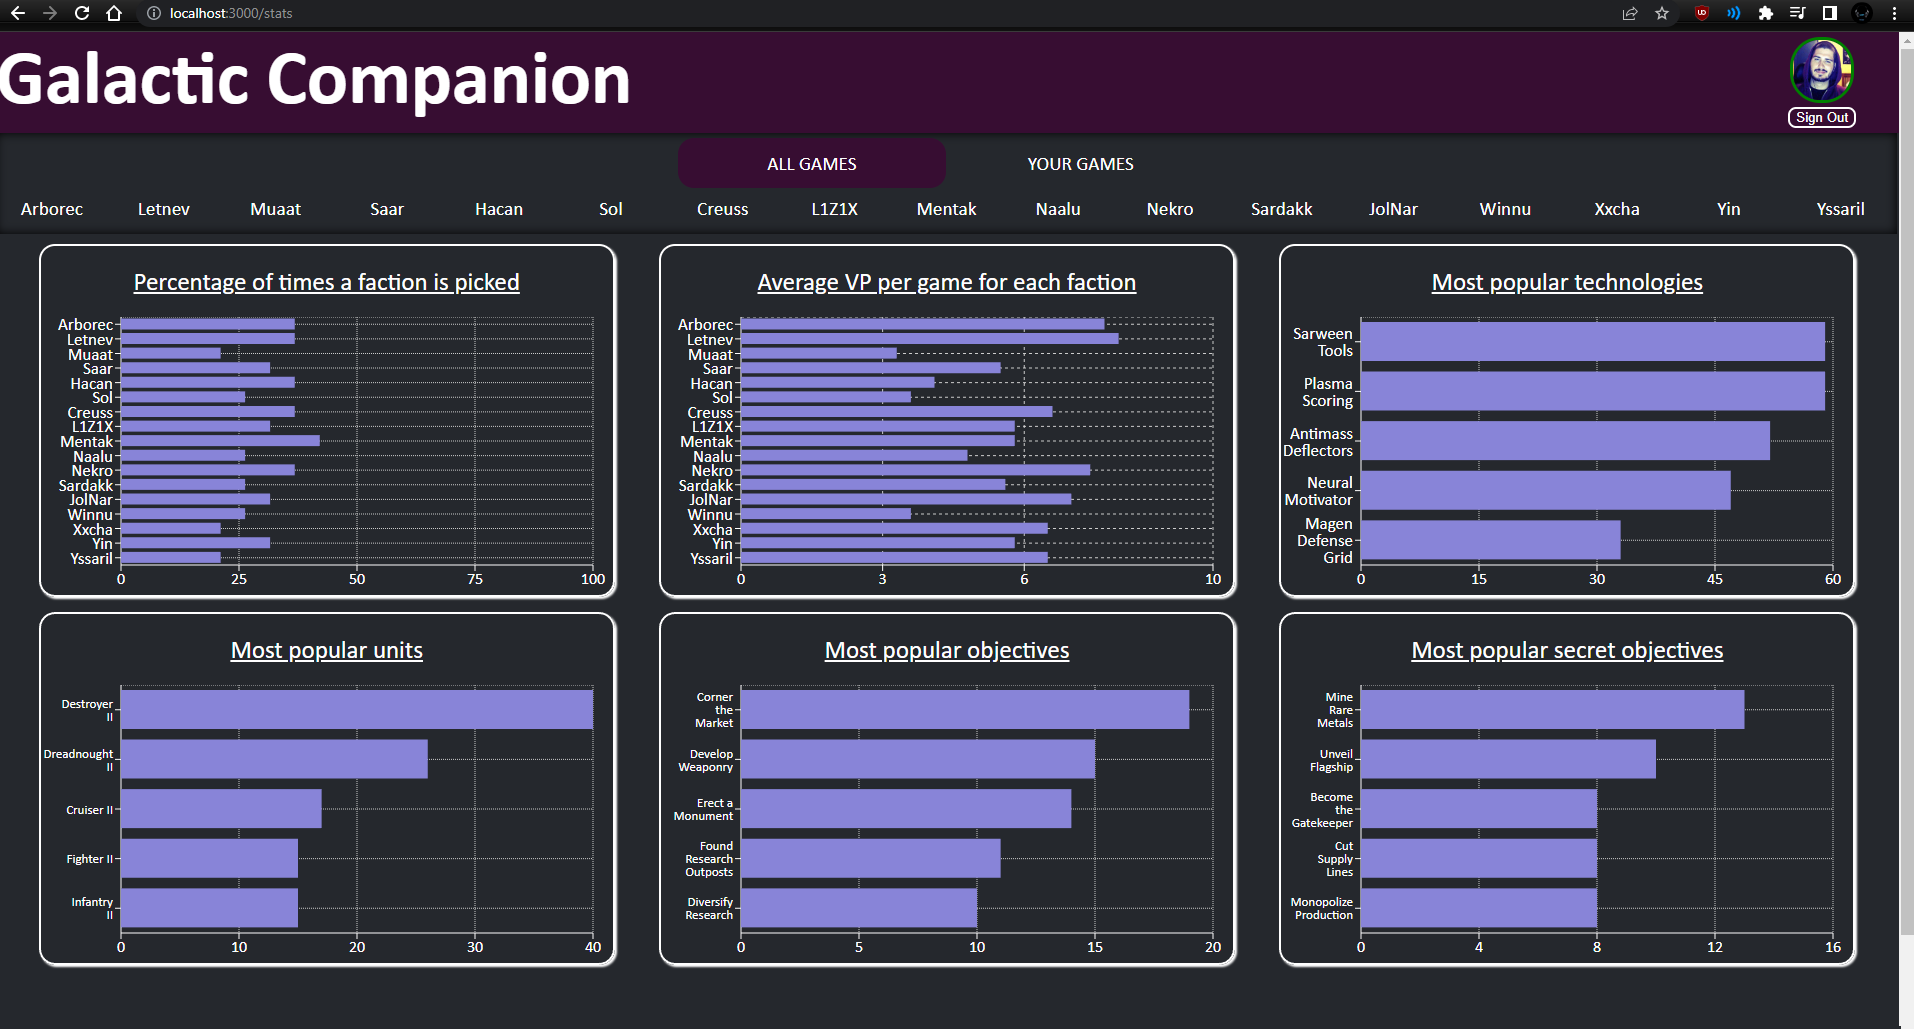 localhost:3000/stats
Galactic Companion
Sign Out
ALL GAMES YOUR GAMES
Arborec Letnev Muaat Saar Hacan Sol Creuss L1Z1X Mentak Naalu Nekro Sardakk JolNar Winnu Xxcha Yin Yssaril
Percentage of times a faction is picked
Arborec
Letnev
Muaat
Saar
Hacan
Sol
Creuss
L1Z1X
Mentak
Naalu
Nekro
Sardakk
JolNar
Winnu
Xxcha
Yin
Yssaril
0 25 50 75 100
Average VP per game for each faction
Arborec
Letnev
Muaat
Saar
Hacan
Sol
Creuss
L1Z1X
Mentak
Naalu
Nekro
Sardakk
JolNar
Winnu
Xxcha
Yin
Yssaril
0 3 6 10
Most popular technologies
Sarween
Tools
Plasma
Scoring
Antimass
Deflectors
Neural
Motivator
Magen
Defense
Grid
0 15 30 45 60
Most popular units
Destroyer
II
Dreadnought
II
Cruiser II
Fighter II
Infantry
II
0 10 20 30 40
Most popular objectives
Corner
the
Market
Develop
Weaponry
Erect a
Monument
Found
Research
Outposts
Diversify
Research
0 5 10 15 20
Most popular secret objectives
Mine
Rare
Metals
Unveil
Flagship
Become
the
Gatekeeper
Cut
Supply
Lines
Monopolize
Production
0 4 8 12 16